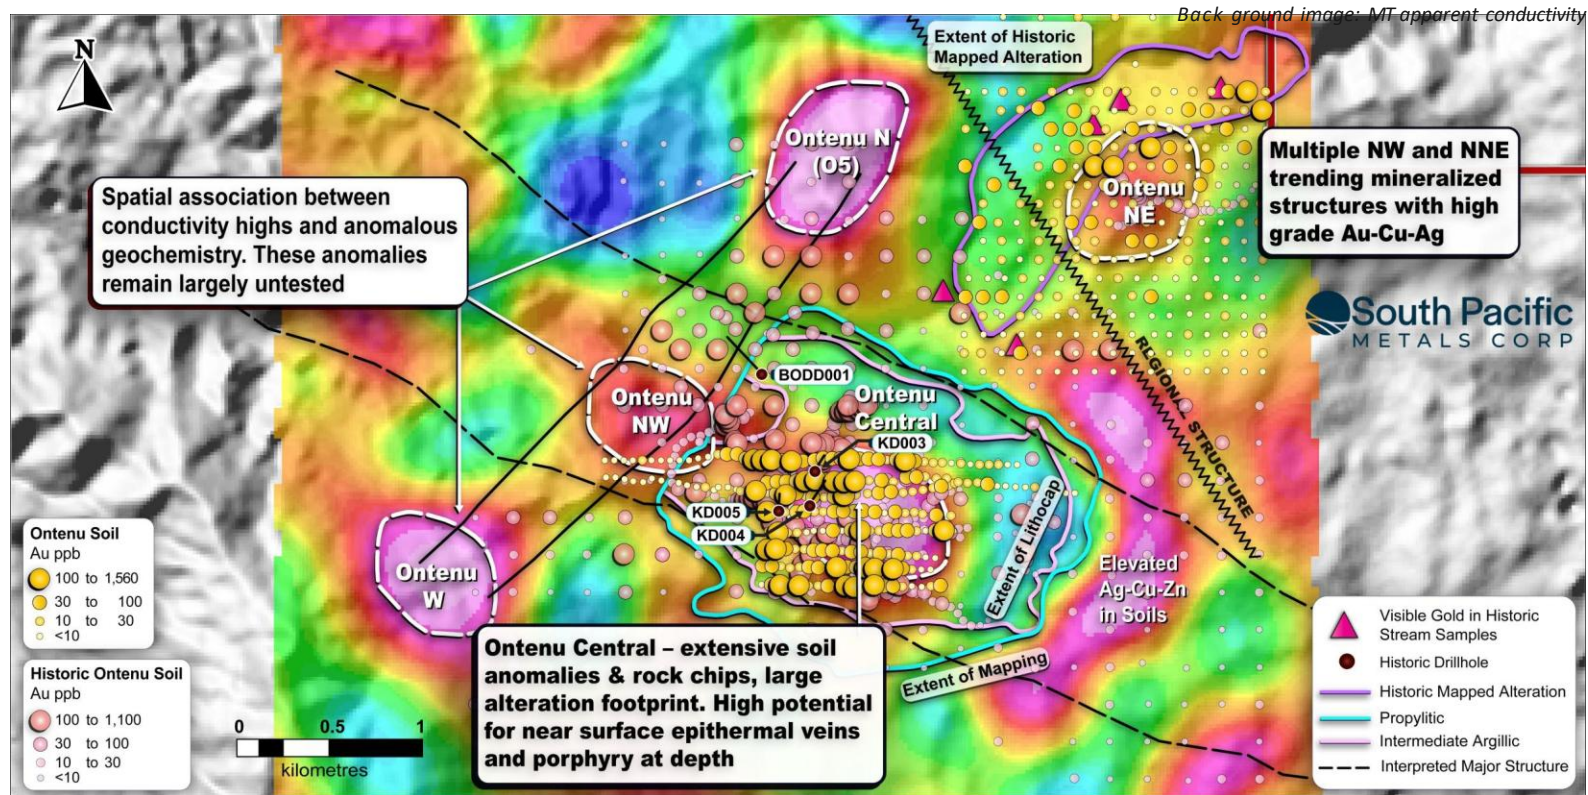 Back ground image: MT apparent conductivity
N
Extent of Historic
Mapped Alteration
Ontenu N
(O5)
Multiple NW and NNE
trending mineralized
structures with high
grade Au-Cu-Ag
Ontenu
NE
Spatial association between
conductivity highs and anomalous
geochemistry. These anomalies
remain largely untested
South Pacific
METALS CORP
REGIONAL STRUCTURE
BODD001
Ontenu
NW
Ontenu
Central
KD003
KD005
KD004
Extent of Lithocap
Ontenu
W
Elevated
Ag-Cu-Zn
in Soils
Ontenu Soil
Au ppb
100 to 1,560
30 to 100
10 to 30
<10
Historic Ontenu Soil
Au ppb
100 to 1,100
30 to 100
10 to 30
<10
0 0.5 1
kilometres
Ontenu Central – extensive soil
anomalies & rock chips, large
alteration footprint. High potential
for near surface epithermal veins
and porphyry at depth
Extent of Mapping
Visible Gold in Historic
Stream Samples
Historic Drillhole
Historic Mapped Alteration
Propylitic
Intermediate Argillic
Interpreted Major Structure